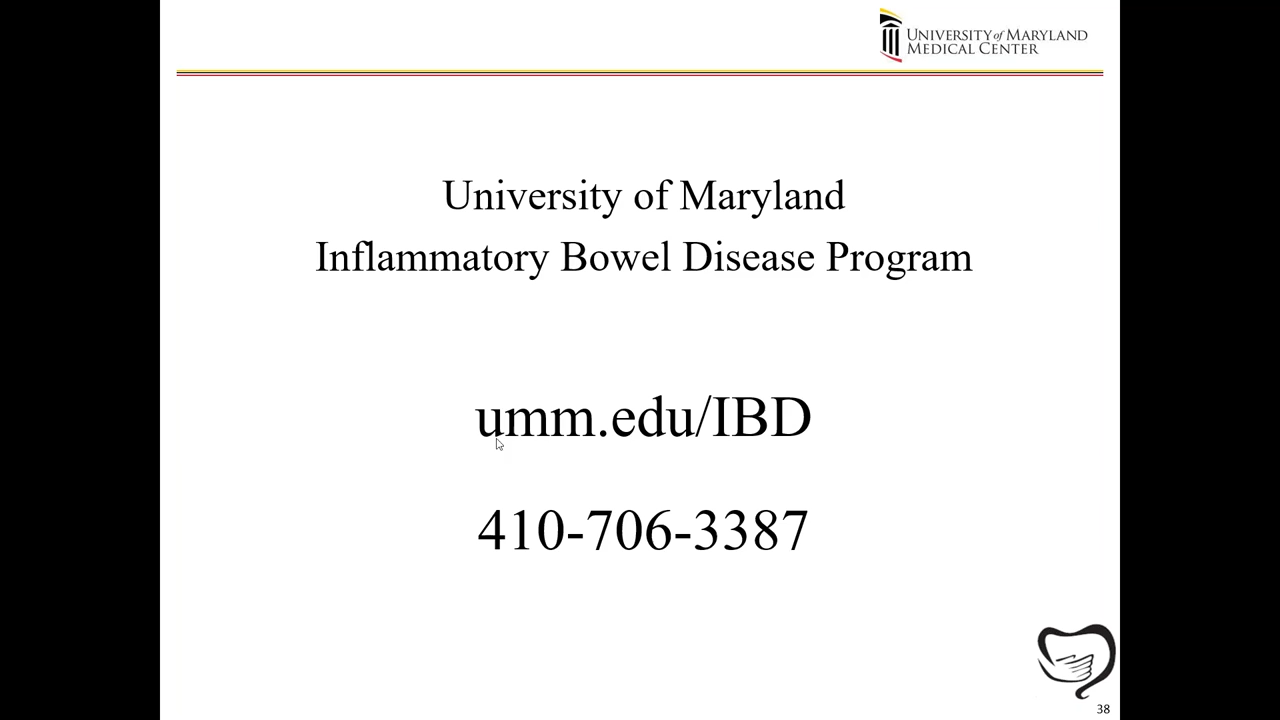 UNIVERSITY of MARYLAND
MEDICAL CENTER
University of Maryland
Inflammatory Bowel Disease Program
umm.edu/IBD
410-706-3387
38